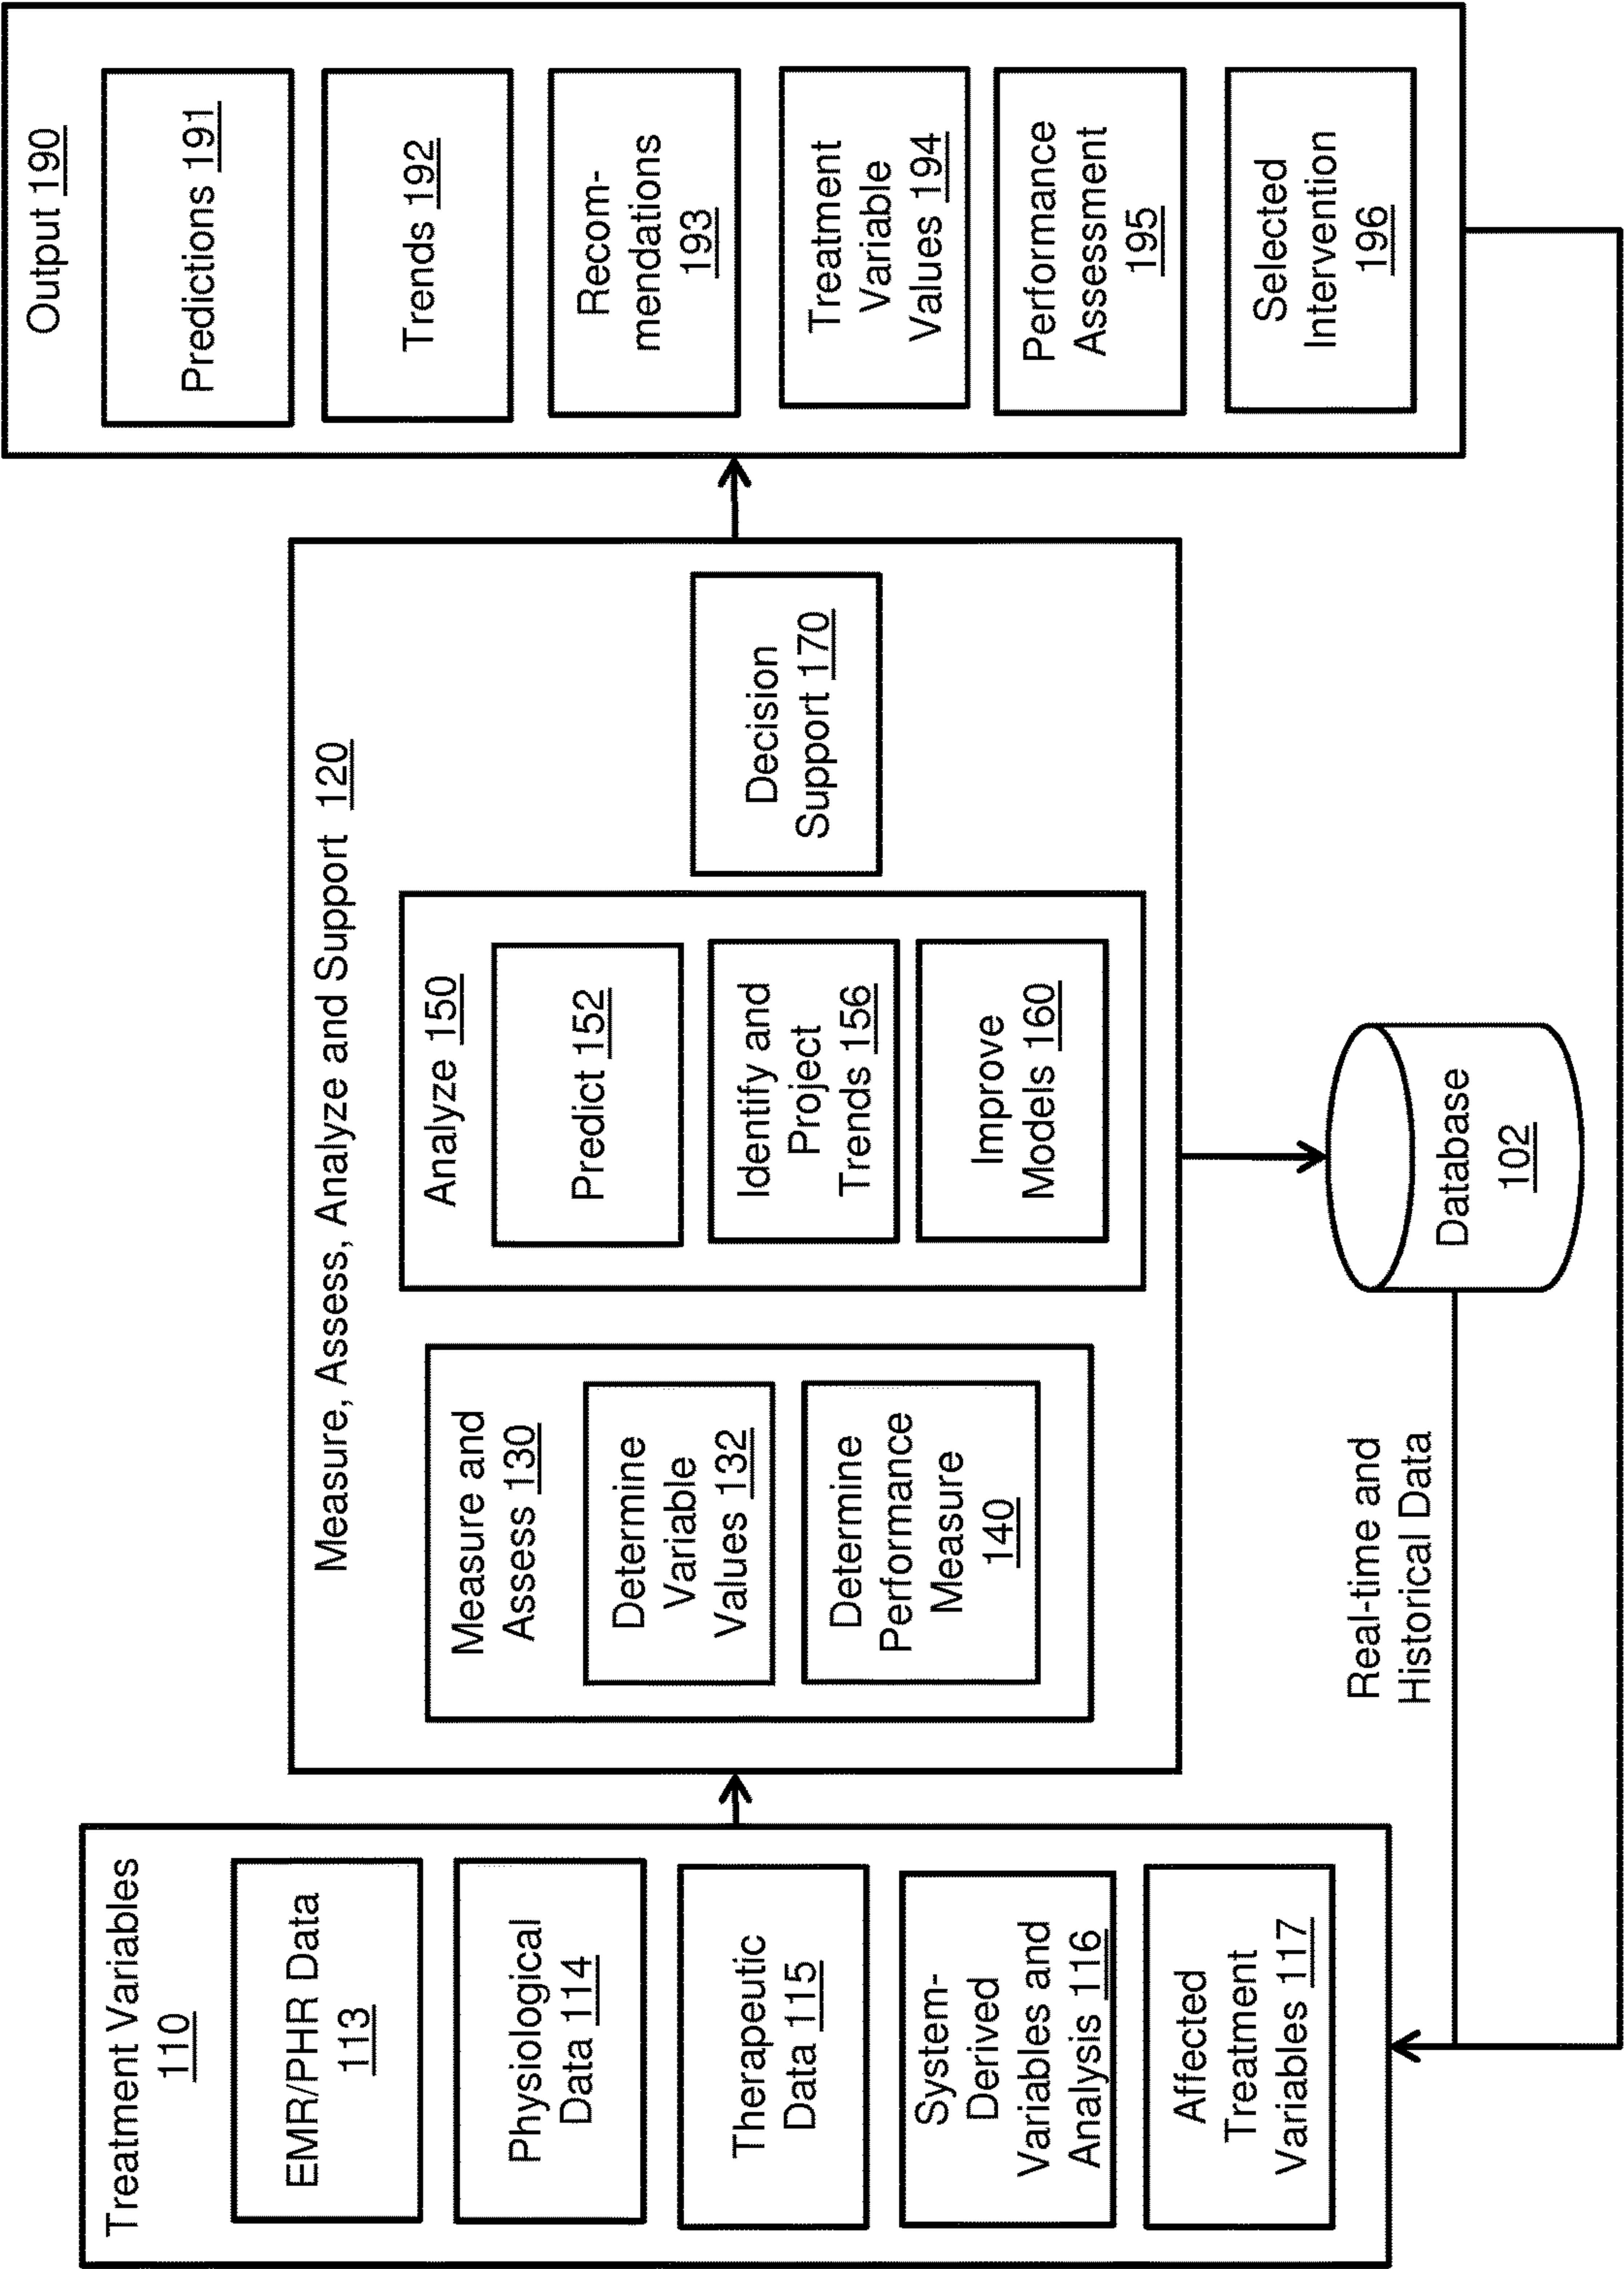 Treatment Variables
110
EMR/PHR Data
113
Physiological
Data 114
Therapeutic
Data 115
System-
Derived
Variables and
Analysis 116
Affected
Treatment
Variables 117
Measure, Assess, Analyze and Support 120
Measure and
Assess 130
Determine
Variable
Values 132
Determine
Performance
Measure
140
Analyze 150
Predict 152
Identify and
Project
Trends 156
Improve
Models 160
Decision
Support 170
Real-time and
Historical Data
Database
102
Output 190
Predictions 191
Trends 192
Recom-
mendations
193
Treatment
Variable
Values 194
Performance
Assessment
195
Selected
Intervention
196